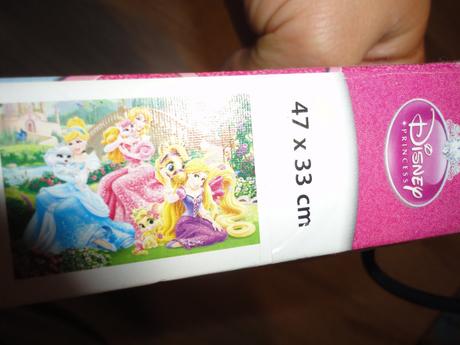 47 x 33 cm
DISNEY
PRINCESS